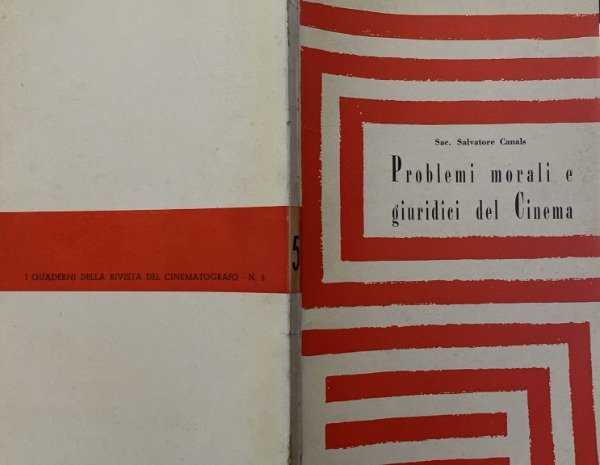 Sac. Salvatore Canals
Problemi morali e
giuridici del Cinema
5
I QUADERNI DELLA RIVISTA DEL CINEMATOGRAFO - N. 5